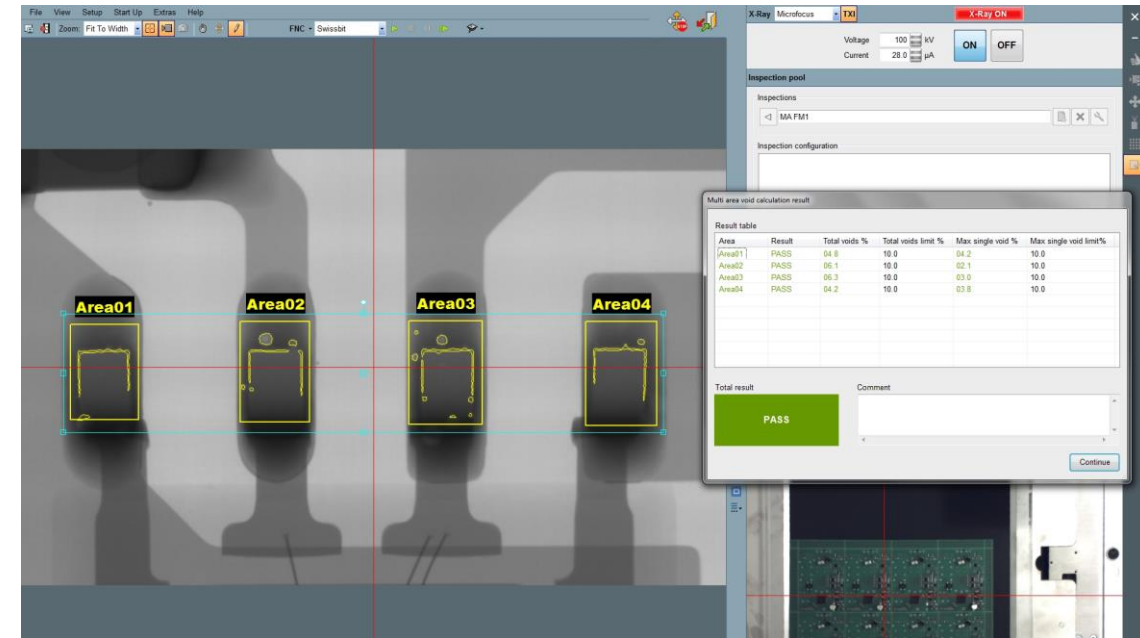 File View Setup Start Up Extras Help
Zoom: Fit To Width FNC - Swissbit
X-Ray Microfocus TXI X-Ray ON
Voltage 100 kV ON OFF
Current 28.0 µA
Inspection pool
Inspections
MA FM1
Inspection configuration
Multi area void calculation result
Result table
Area Result Total voids % Total voids limit % Max single void % Max single void limit%
Area01 PASS 04.8 10.0 04.2 10.0
Area02 PASS 06.1 10.0 02.1 10.0
Area03 PASS 06.3 10.0 03.0 10.0
Area04 PASS 04.2 10.0 03.8 10.0
Total result Comment
PASS
Continue
Area01 Area02 Area03 Area04